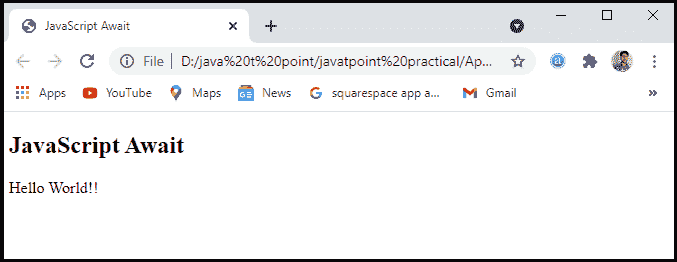 JavaScript Await
File | D:/java%20t%20point/javatpoint%20practical/Ap...
Apps YouTube Maps News squarespace app a... Gmail »
JavaScript Await
Hello World!!